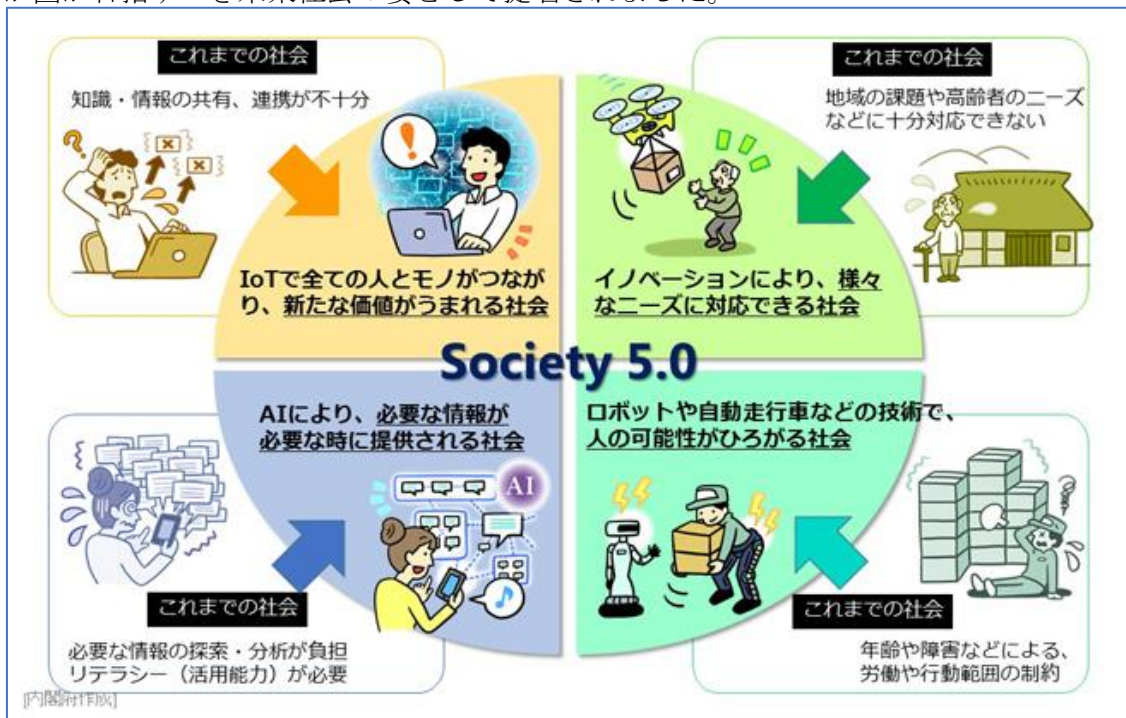 これまでの社会
知識・情報の共有、連携が不十分
IoTで全ての人とモノがつなが
り、新たな価値がうまれる社会
これまでの社会
地域の課題や高齢者のニーズ
などに十分対応できない
イノベーションにより、様々
なニーズに対応できる社会
Society 5.0
AIにより、必要な情報が
必要な時に提供される社会
AI
これまでの社会
必要な情報の探索・分析が負担
リテラシー（活用能力）が必要
ロボットや自動走行車などの技術で、
人の可能性がひろがる社会
これまでの社会
年齢や障害などによる、
労働や行動範囲の制約
[内閣府作成]